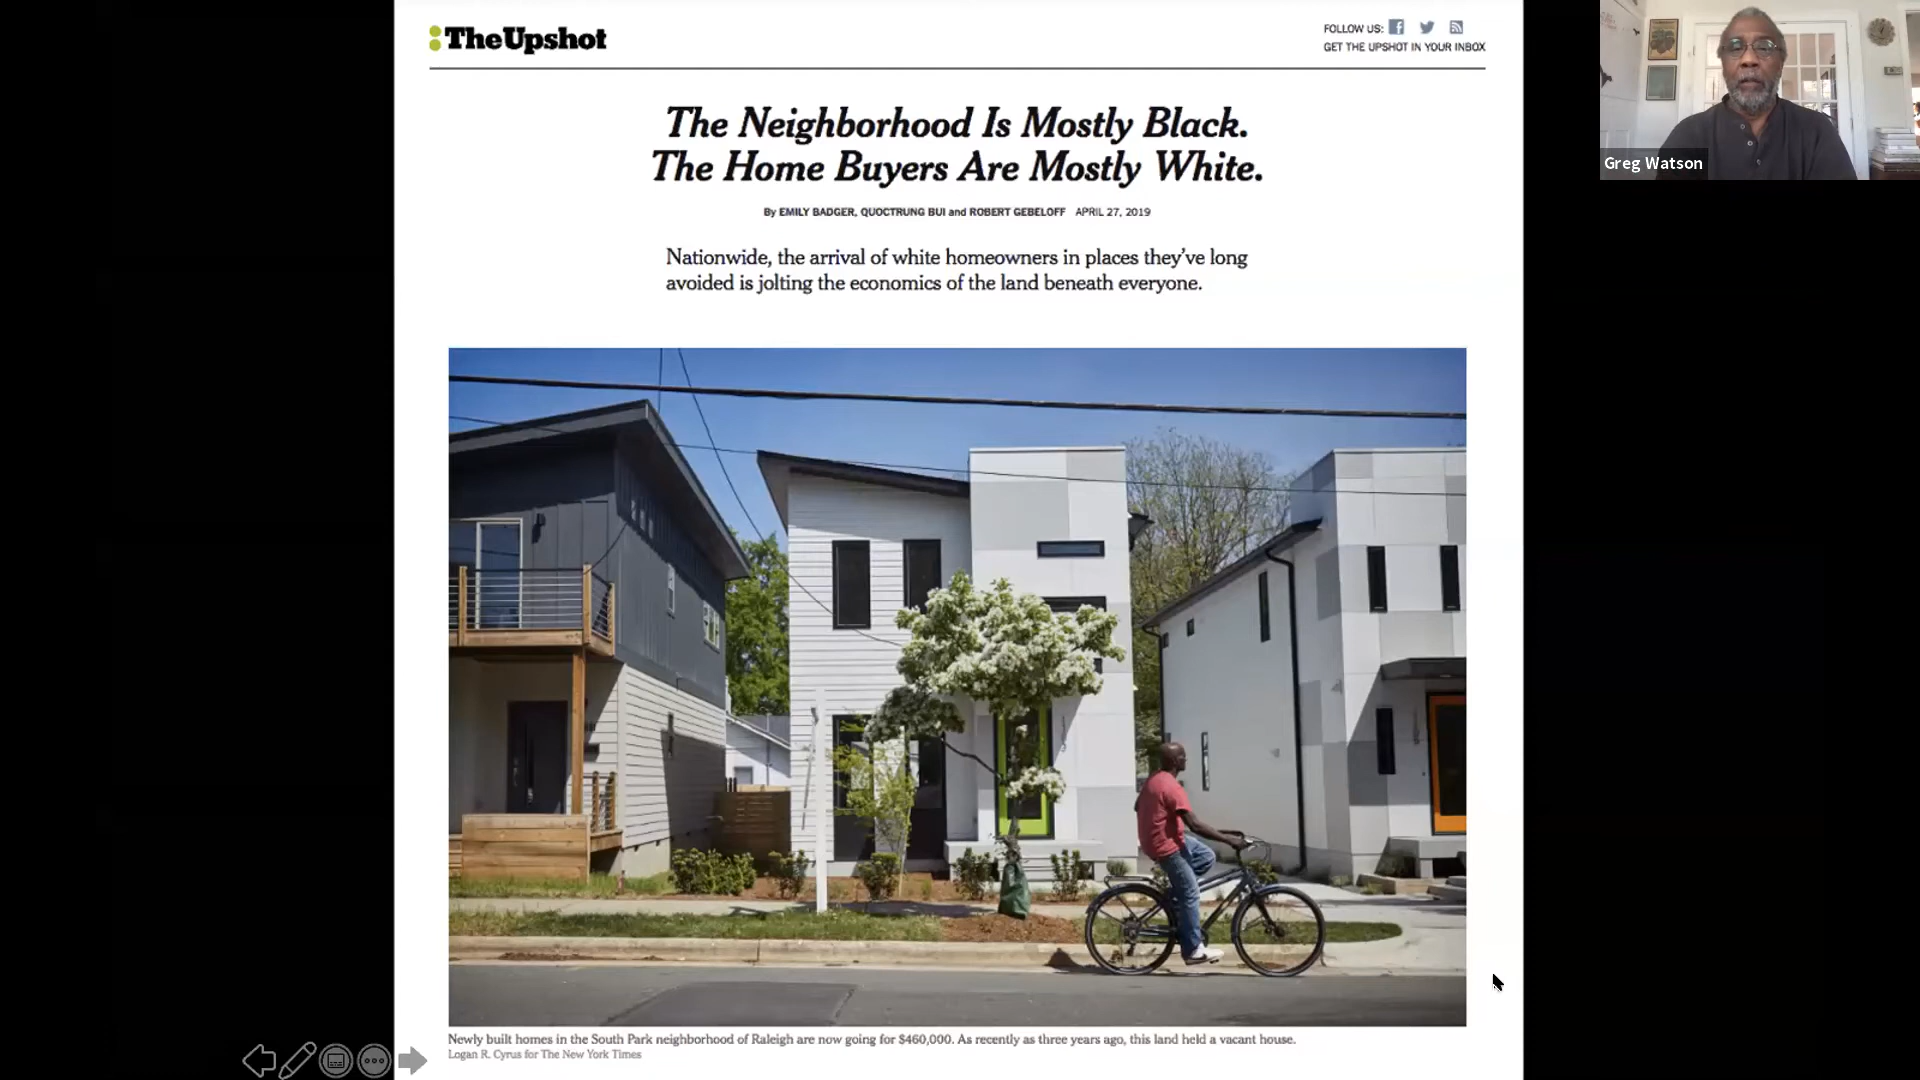 TheUpshot
FOLLOW US:
GET THE UPSHOT IN YOUR INBOX
The Neighborhood Is Mostly Black.
The Home Buyers Are Mostly White.
By EMILY BADGER, QUOCTRUNG BUI and ROBERT GEBELOFF APRIL 27, 2019
Nationwide, the arrival of white homeowners in places they've long
avoided is jolting the economics of the land beneath everyone.
Newly built homes in the South Park neighborhood of Raleigh are now going for $460,000. As recently as three years ago, this land held a vacant house.
Logan R. Cyrus for The New York Times
Greg Watson